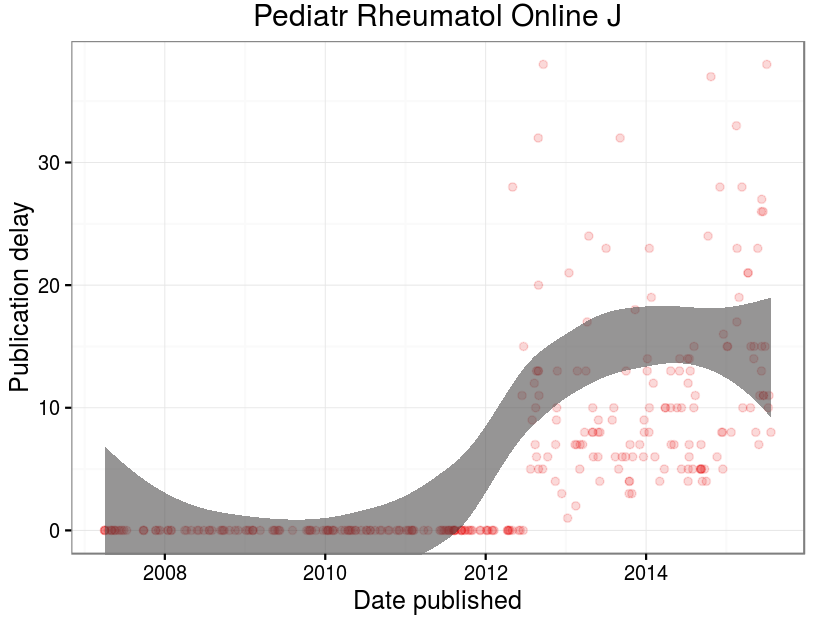 Pediatr Rheumatol Online J
Publication delay
30
20
10
0
2008 2010 2012 2014
Date published